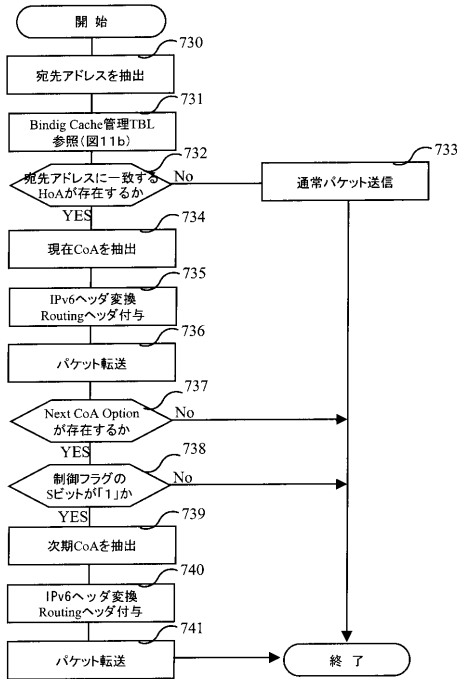 開 始
730
宛先アドレスを抽出
731
Bindig Cache管理TBL
参照(図11b)
732
宛先アドレスに一致する
HoAが存在するか
No
733
通常パケット送信
YES
734
現在CoAを抽出
735
IPv6ヘッダ変換
Routingヘッダ付与
736
パケット転送
737
Next CoA Option
が存在するか
No
YES
738
制御フラグの
Sビットが「1」か
No
YES
739
次期CoAを抽出
740
IPv6ヘッダ変換
Routingヘッダ付与
741
パケット転送
終 了